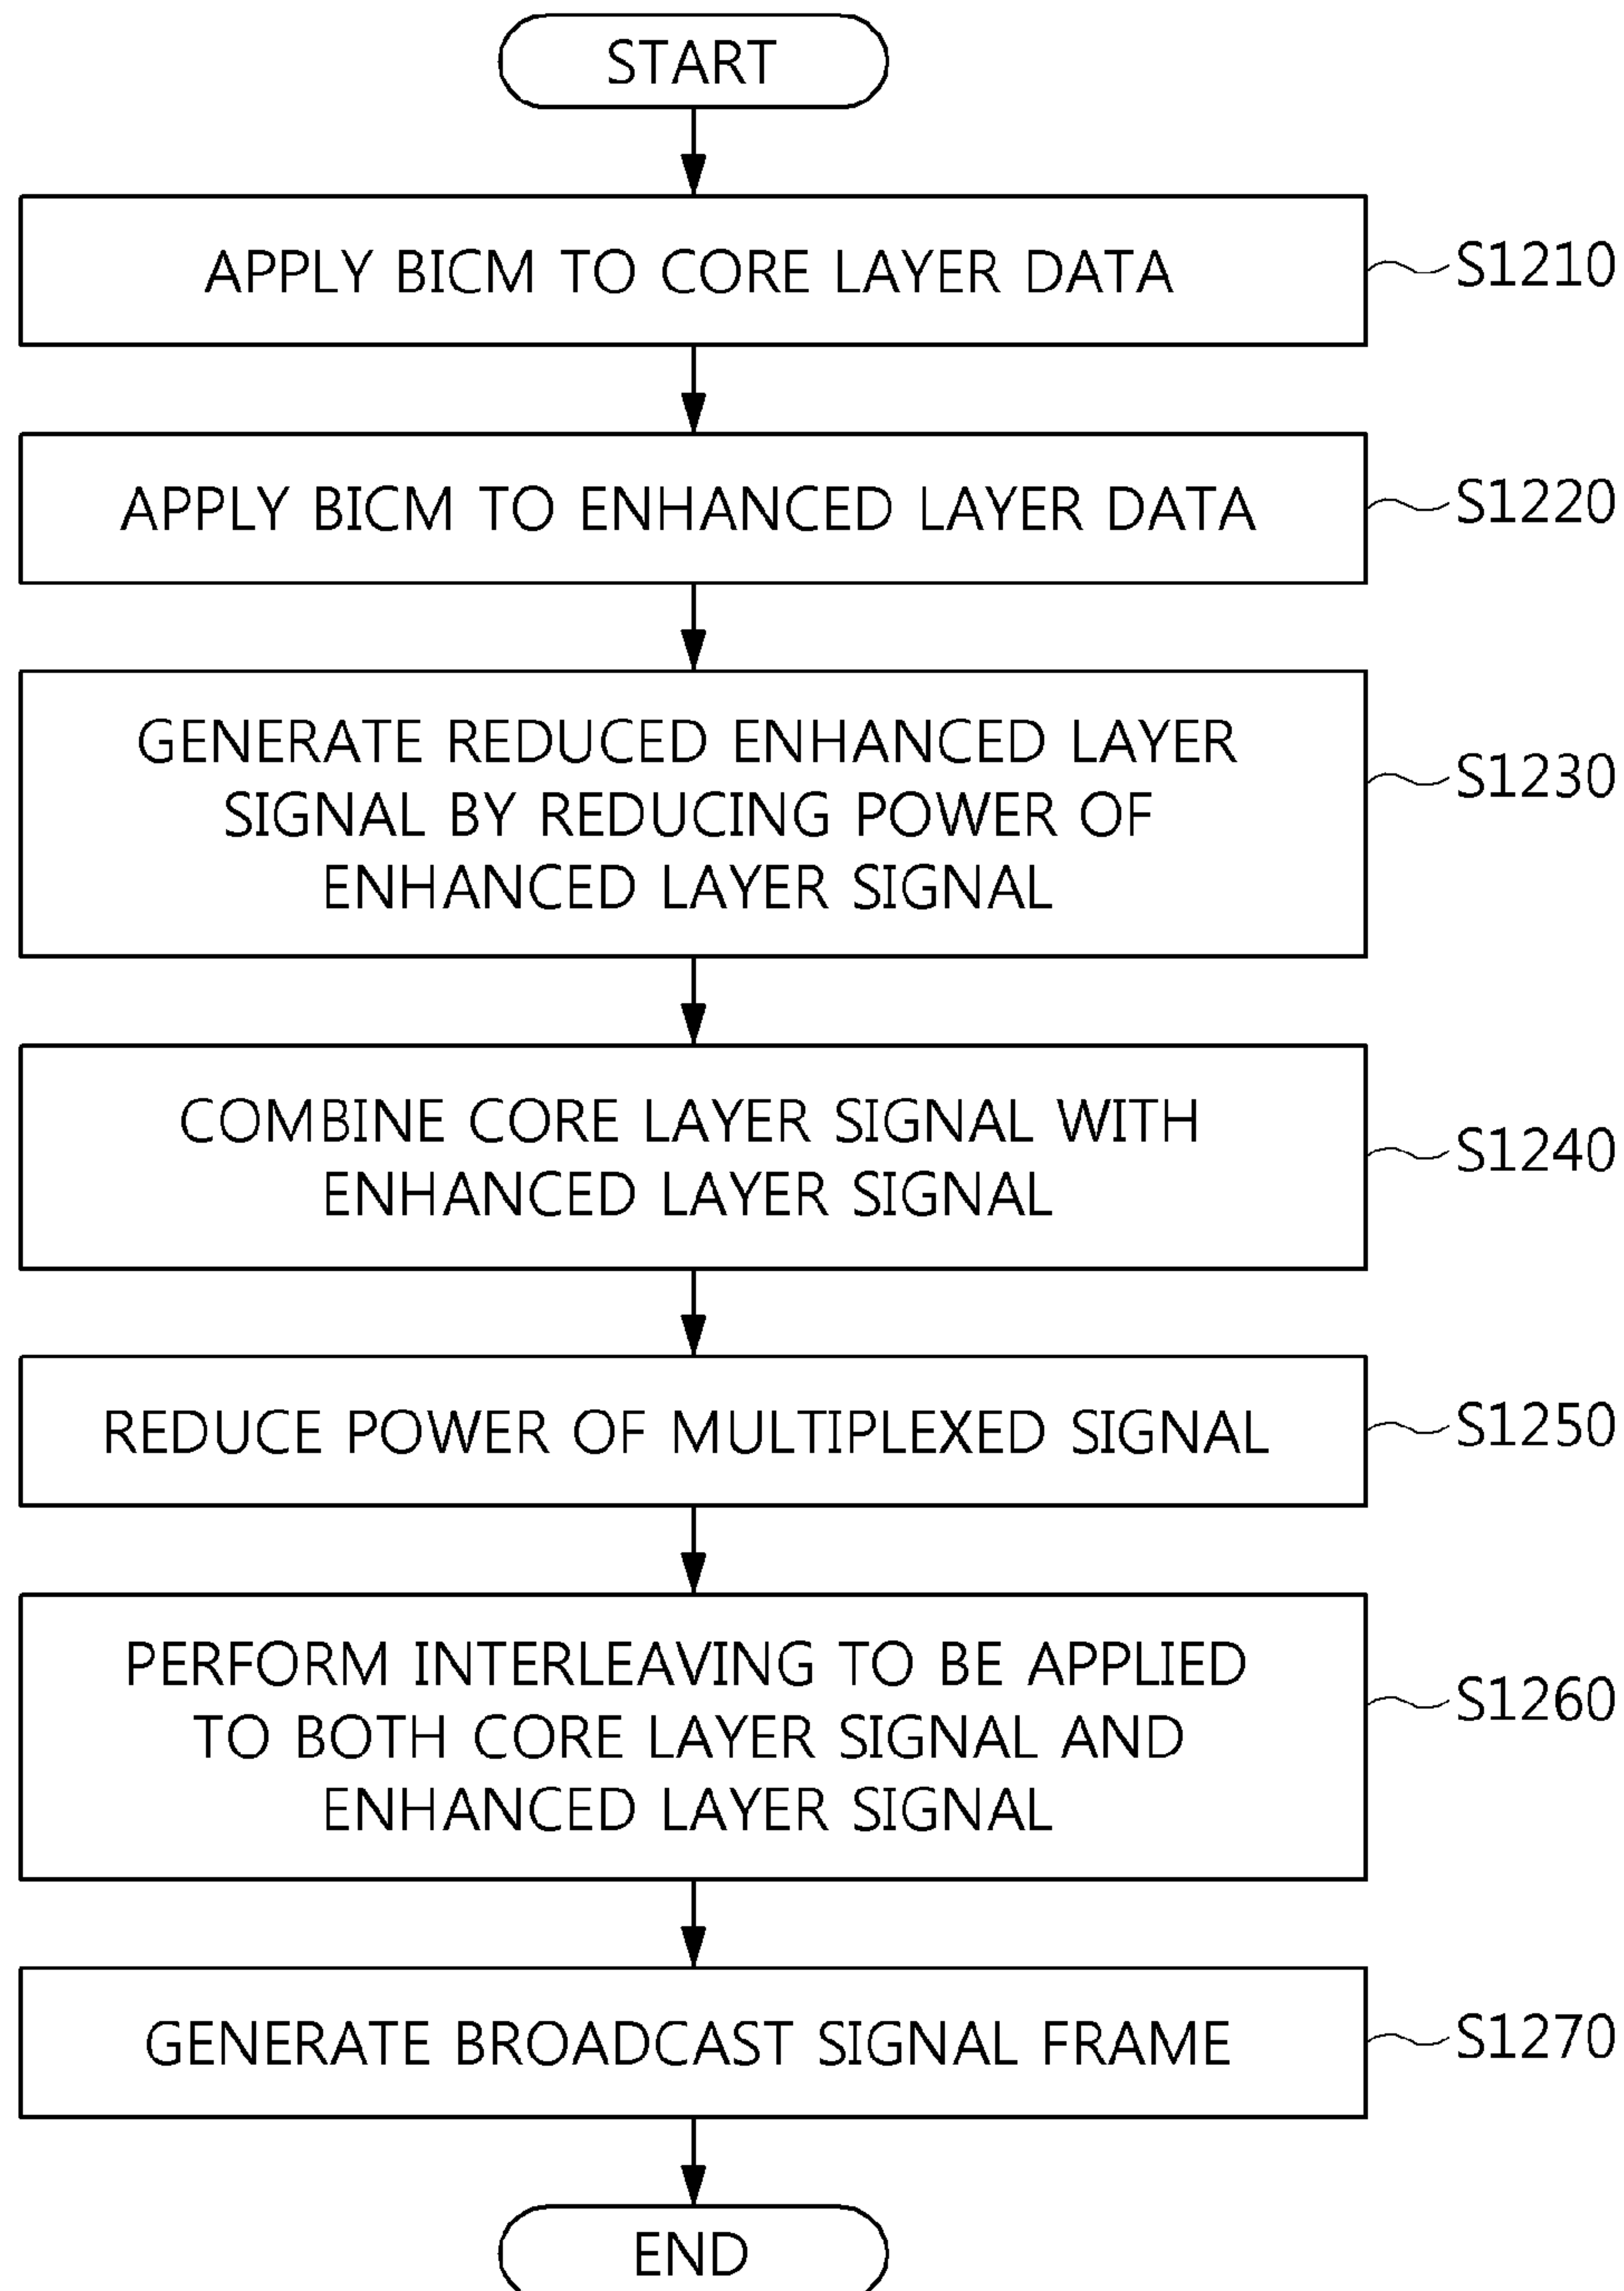 START
APPLY BICM TO CORE LAYER DATA
S1210
APPLY BICM TO ENHANCED LAYER DATA
S1220
GENERATE REDUCED ENHANCED LAYER
SIGNAL BY REDUCING POWER OF
ENHANCED LAYER SIGNAL
S1230
COMBINE CORE LAYER SIGNAL WITH
ENHANCED LAYER SIGNAL
S1240
REDUCE POWER OF MULTIPLEXED SIGNAL
S1250
PERFORM INTERLEAVING TO BE APPLIED
TO BOTH CORE LAYER SIGNAL AND
ENHANCED LAYER SIGNAL
S1260
GENERATE BROADCAST SIGNAL FRAME
S1270
END